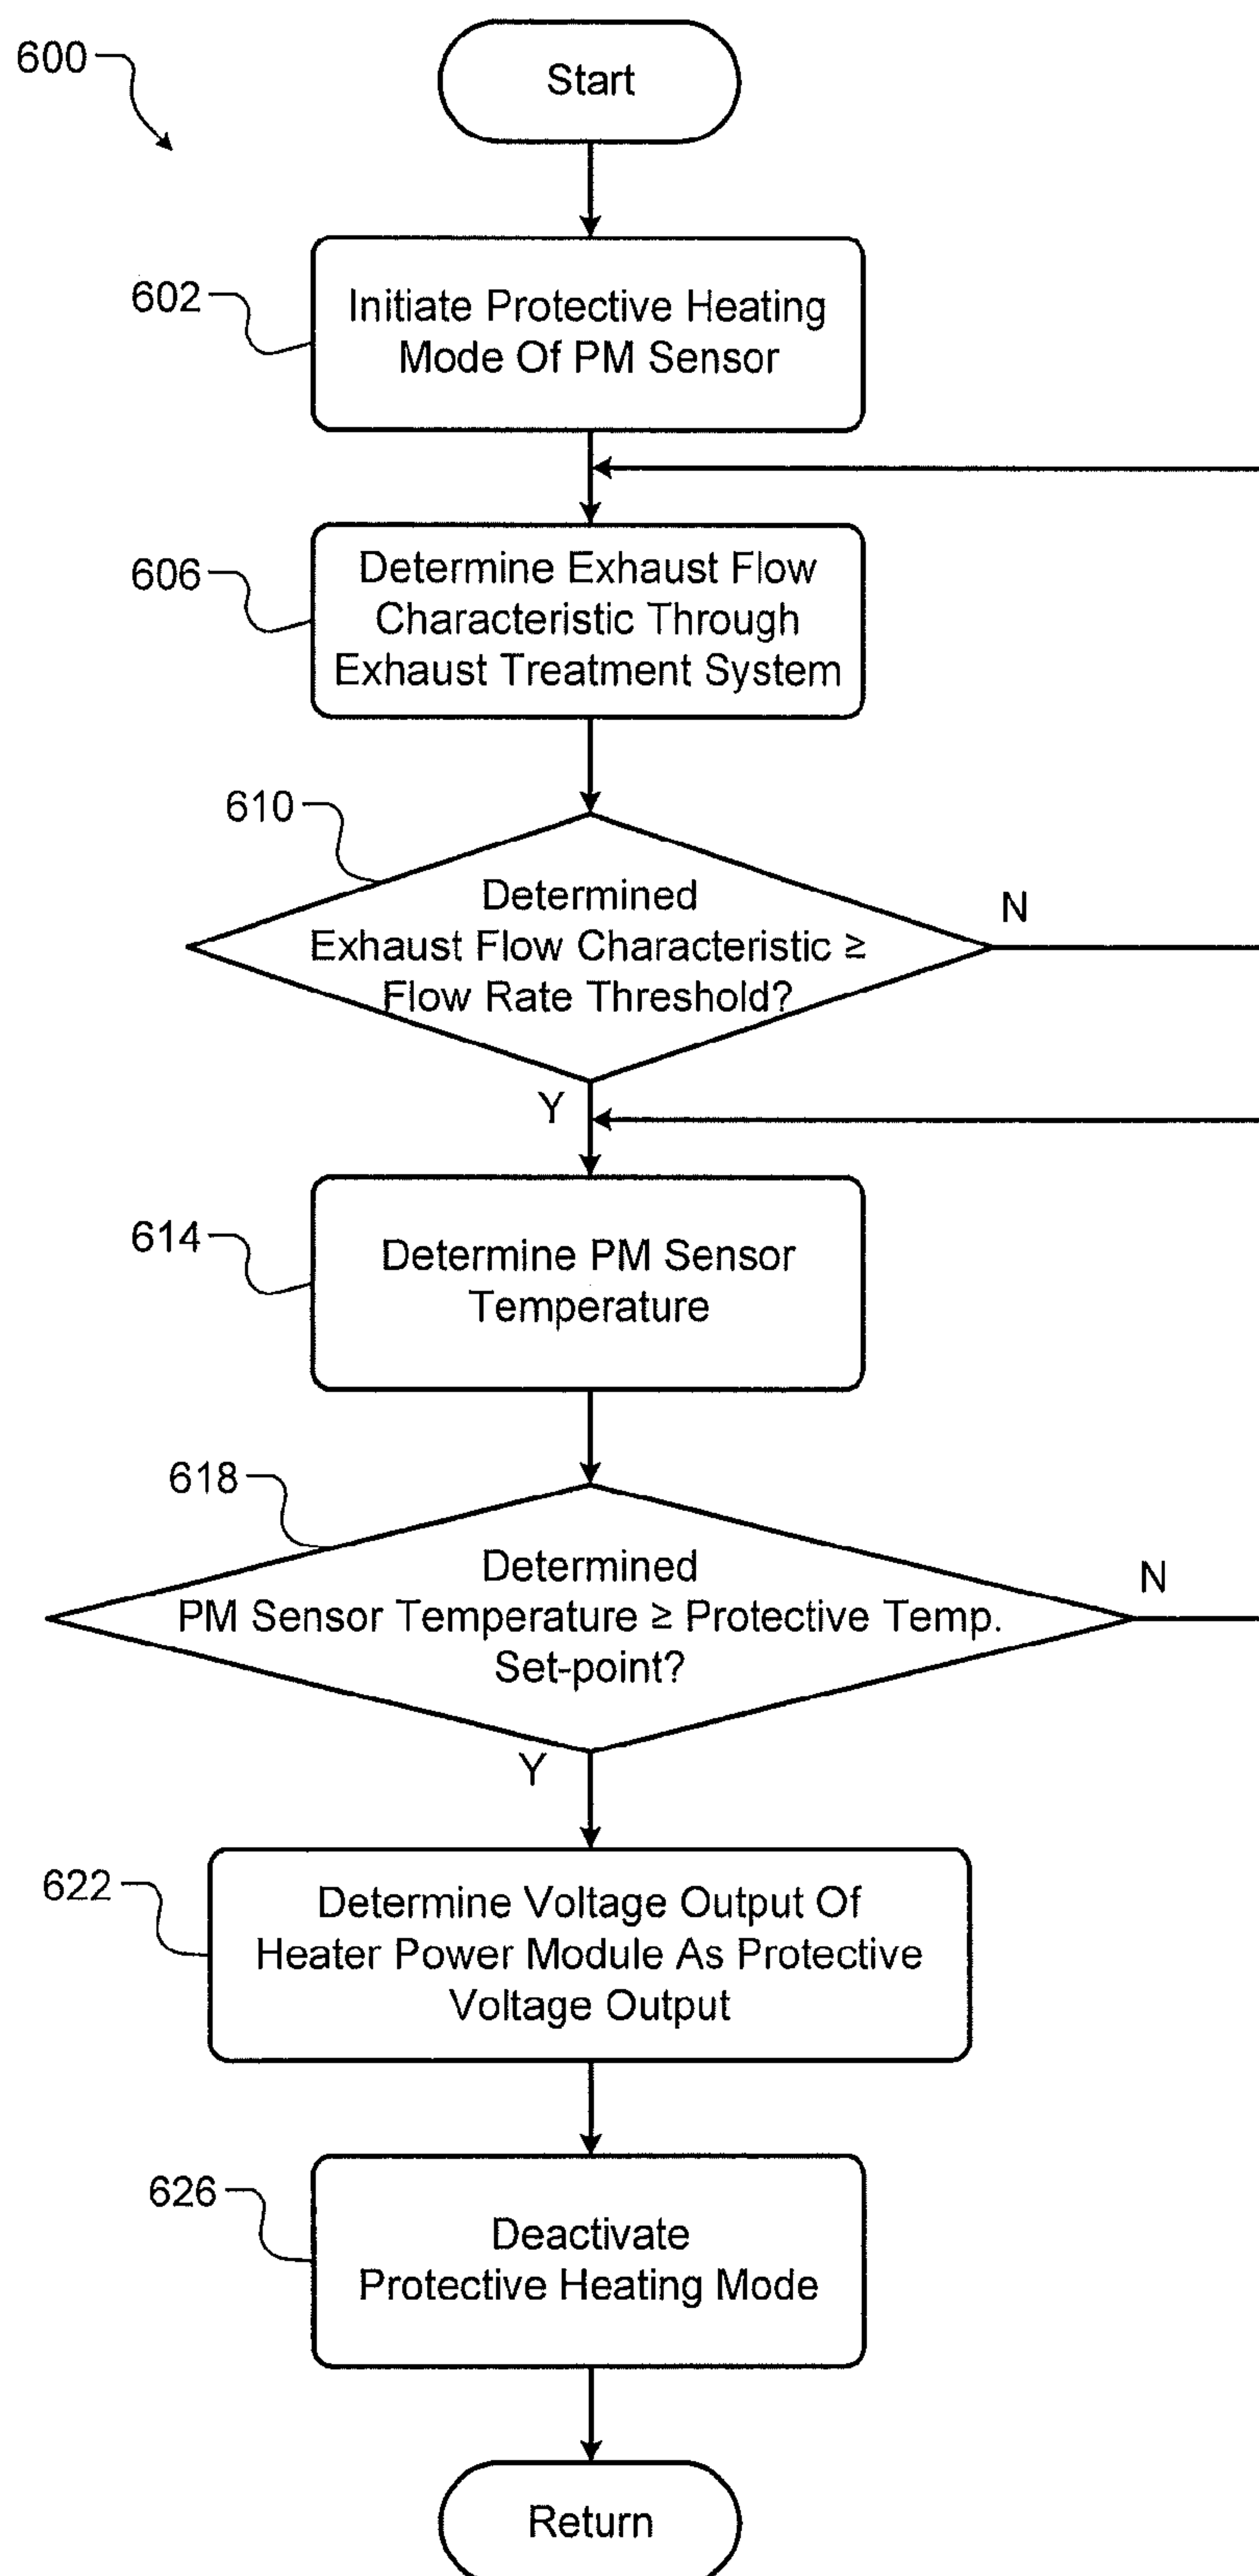 600
Start
602
Initiate Protective Heating
Mode Of PM Sensor
606
Determine Exhaust Flow
Characteristic Through
Exhaust Treatment System
610
Determined
Exhaust Flow Characteristic ≥
Flow Rate Threshold?
N
Y
614
Determine PM Sensor
Temperature
618
Determined
PM Sensor Temperature ≥ Protective Temp.
Set-point?
N
Y
622
Determine Voltage Output Of
Heater Power Module As Protective
Voltage Output
626
Deactivate
Protective Heating Mode
Return